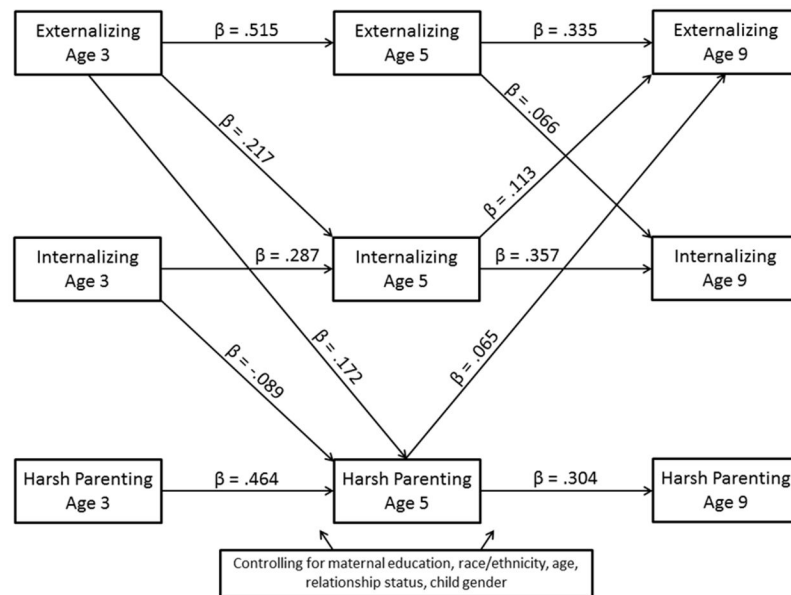 Externalizing
Age 3
β = .515
Externalizing
Age 5
β = .335
Externalizing
Age 9
β = .217
β = .066
β = .113
Internalizing
Age 3
β = .287
Internalizing
Age 5
β = .357
Internalizing
Age 9
β = -.089
β = .172
β = .065
Harsh Parenting
Age 3
β = .464
Harsh Parenting
Age 5
β = .304
Harsh Parenting
Age 9
Controlling for maternal education, race/ethnicity, age,
relationship status, child gender